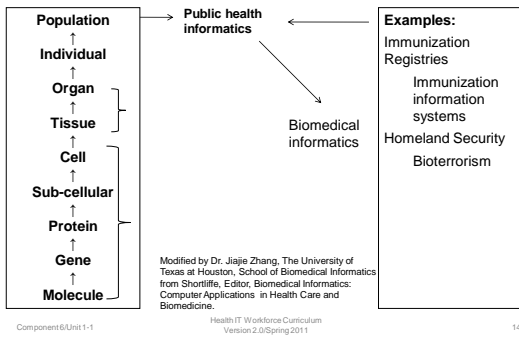 Population
↑
Individual
↑
Organ
↑
Tissue
↑
Cell
↑
Sub-cellular
↑
Protein
↑
Gene
↑
Molecule
Public health
informatics
Biomedical
informatics
Examples:
Immunization
Registries
Immunization
information
systems
Homeland Security
Bioterrorism
Modified by Dr. Jiajie Zhang, The University of
Texas at Houston, School of Biomedical Informatics
from Shortliffe, Editor, Biomedical Informatics:
Computer Applications in Health Care and
Biomedicine.
Component 6/Unit 1-1
Health IT Workforce Curriculum
Version 2.0/Spring 2011
14